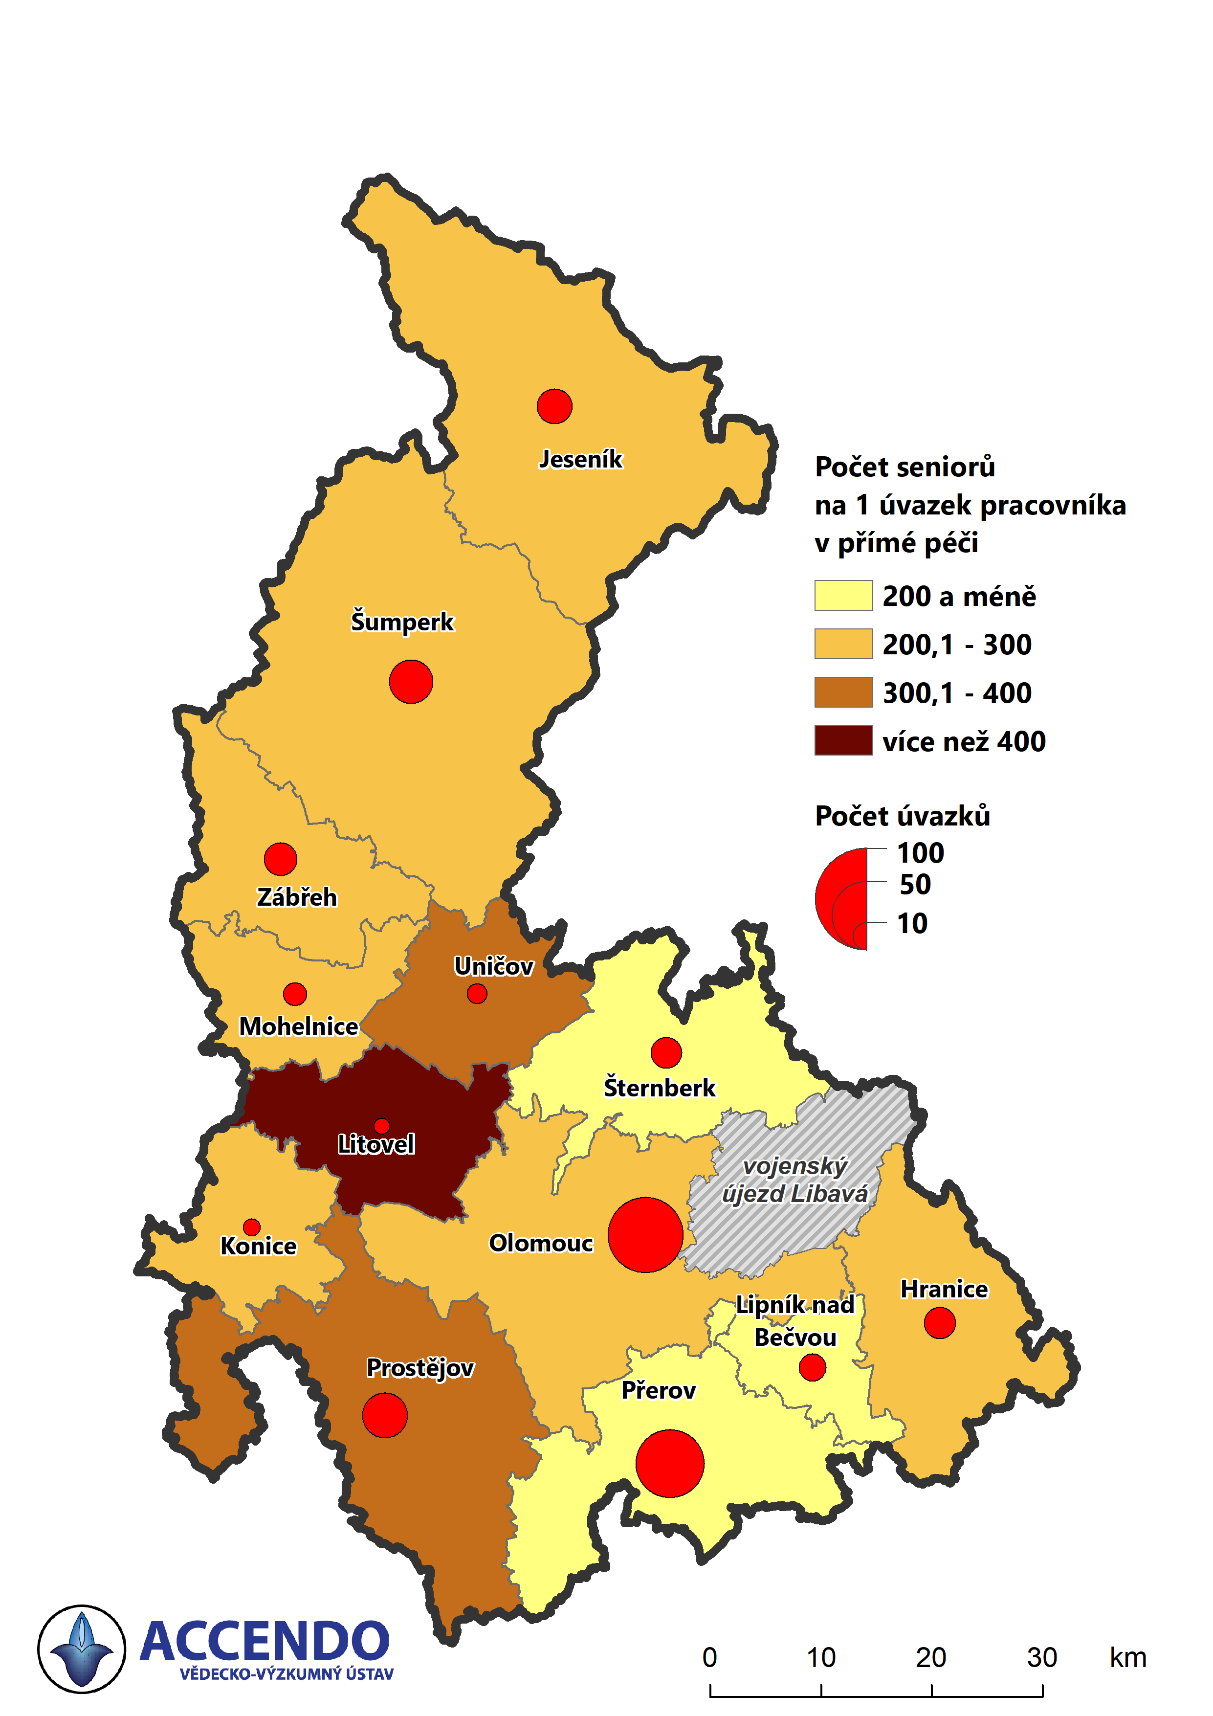 Jeseník
Počet seniorů
na 1 úvazek pracovníka
v přímé péči
200 a méně
200,1 - 300
300,1 - 400
více než 400
Šumperk
Počet úvazků
100
50
10
Zábřeh
Uničov
Mohelnice
Šternberk
Litovel
vojenský
újezd Libavá
Konice
Olomouc
Hranice
Lipník nad
Bečvou
Prostějov
Přerov
ACCENDO
VĚDECKO-VÝZKUMNÝ ÚSTAV
0 10 20 30 km